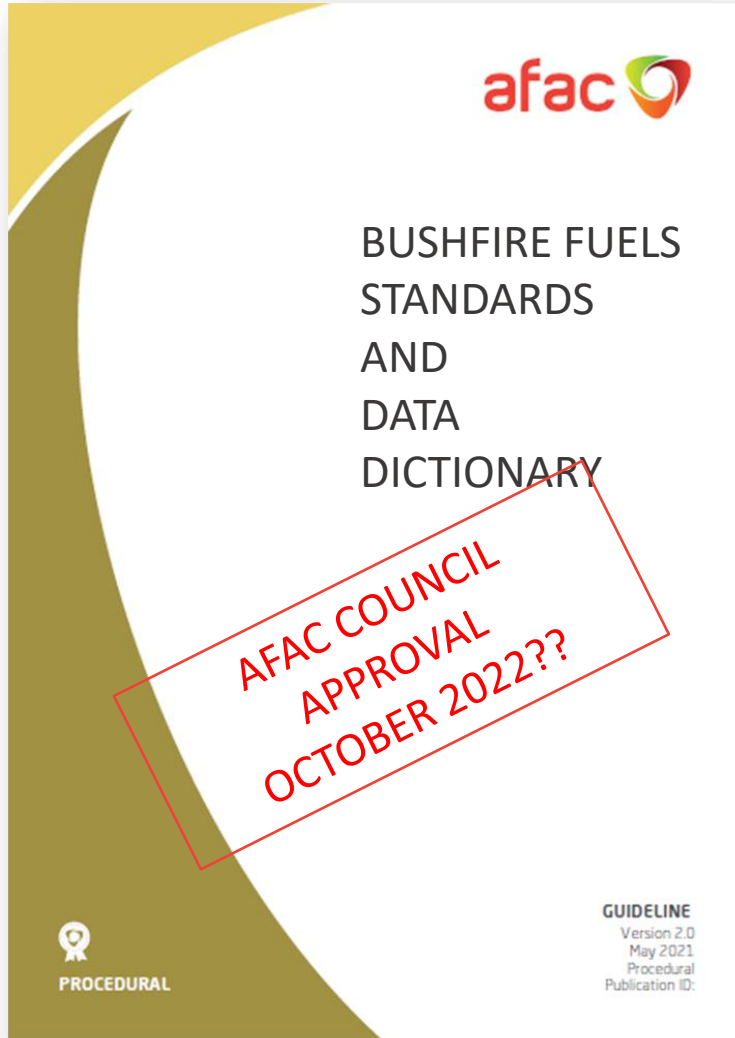 afac
BUSHFIRE FUELS
STANDARDS
AND
DATA
DICTIONARY
AFAC COUNCIL
APPROVAL
OCTOBER 2022??
GUIDELINE
Version 2.0
May 2021
Procedural
Publication ID:
PROCEDURAL